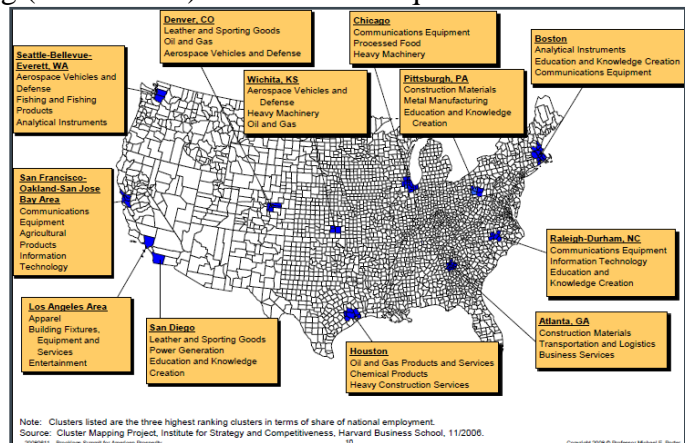 Denver, CO
Leather and Sporting Goods
Oil and Gas
Aerospace Vehicles and Defense
Chicago
Communications Equipment
Processed Food
Heavy Machinery
Boston
Analytical Instruments
Education and Knowledge Creation
Communications Equipment
Seattle-Bellevue-
Everett, WA
Aerospace Vehicles and
Defense
Fishing and Fishing
Products
Analytical Instruments
Wichita, KS
Aerospace Vehicles and
Defense
Heavy Machinery
Oil and Gas
Pittsburgh, PA
Construction Materials
Metal Manufacturing
Education and Knowledge
Creation
San Francisco-
Oakland-San Jose
Bay Area
Communications
Equipment
Agricultural
Products
Information
Technology
Raleigh-Durham, NC
Communications Equipment
Information Technology
Education and
Knowledge Creation
Los Angeles Area
Apparel
Building Fixtures,
Equipment and
Services
Entertainment
San Diego
Leather and Sporting Goods
Power Generation
Education and Knowledge
Creation
Houston
Oil and Gas Products and Services
Chemical Products
Heavy Construction Services
Atlanta, GA
Construction Materials
Transportation and Logistics
Business Services
Note: Clusters listed are the three highest ranking clusters in terms of share of national employment.
Source: Cluster Mapping Project, Institute for Strategy and Competitiveness, Harvard Business School, 11/2006.